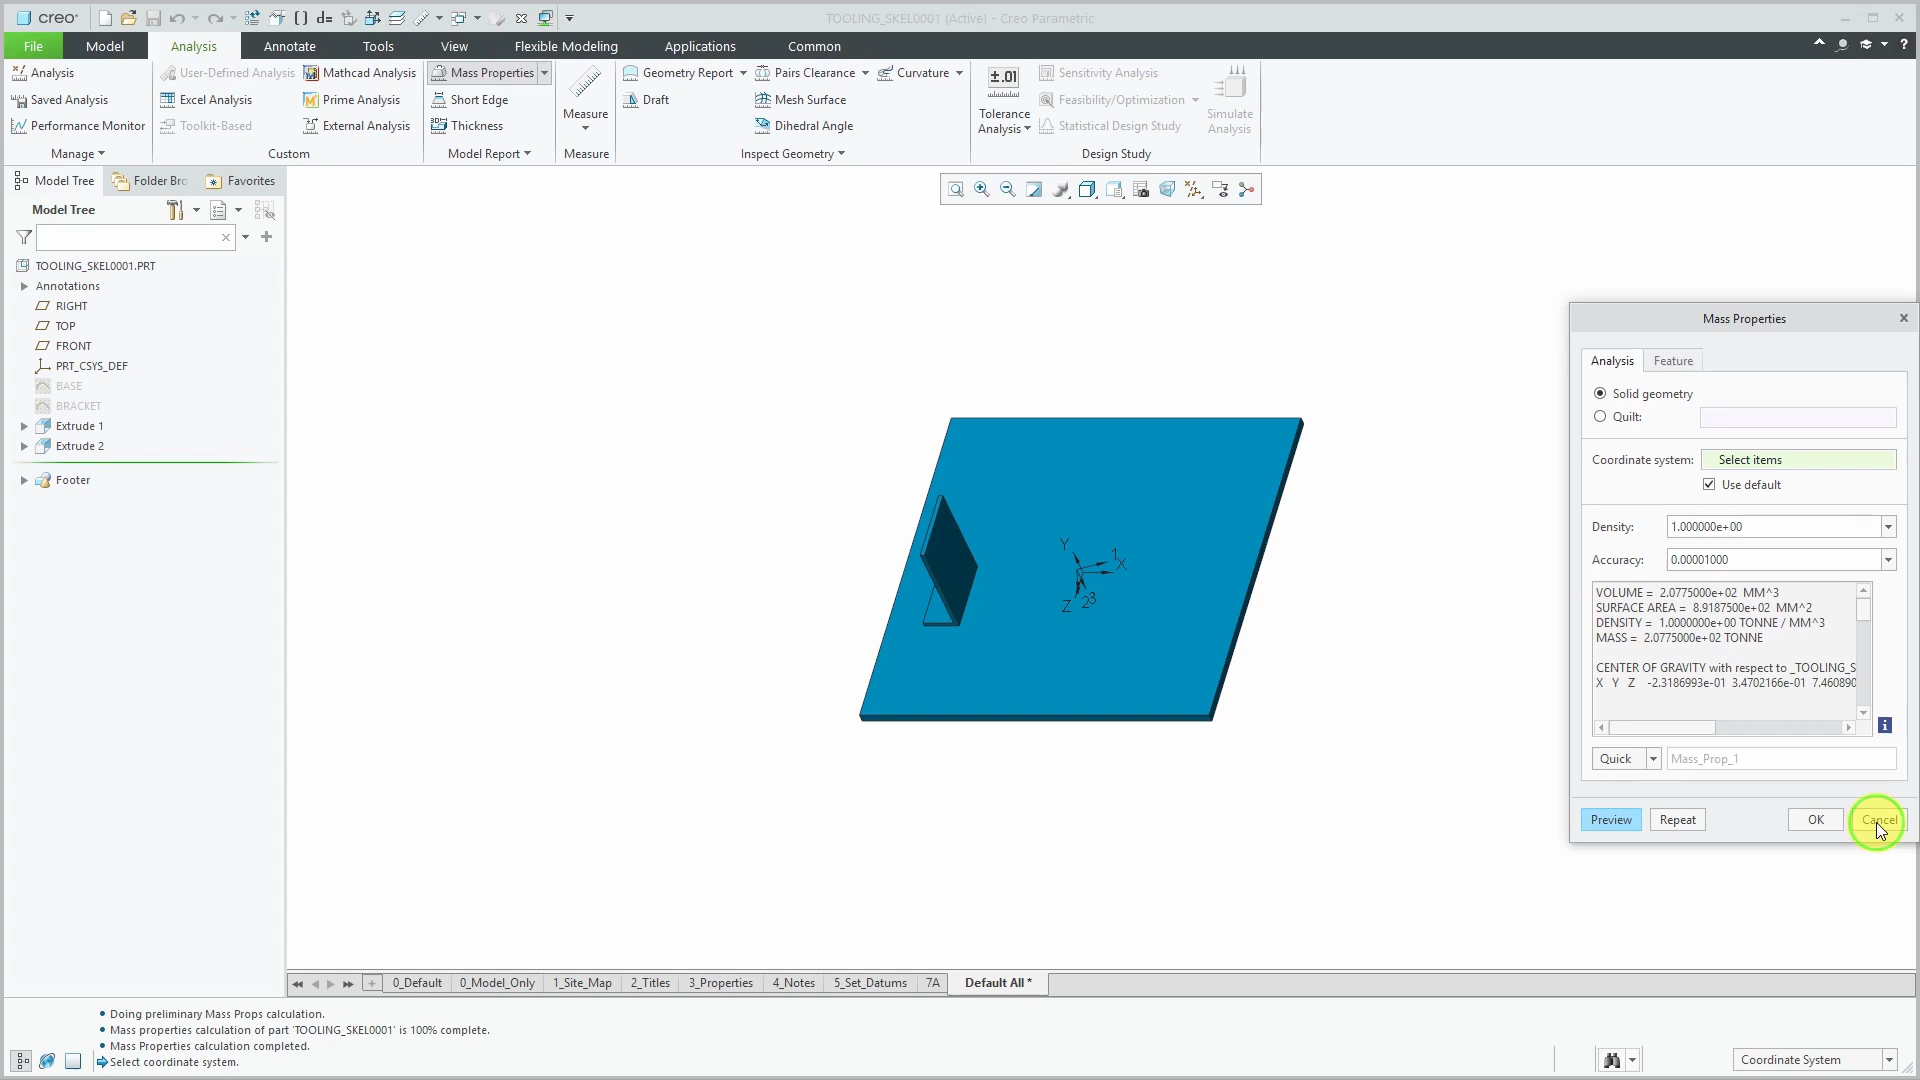 creo
d=
TOOLING_SKEL0001 (Active) - Creo Parametric
File
Model
Analysis
Annotate
Tools
View
Flexible Modeling
Applications
Common
?
Analysis
User-Defined Analysis
Mathcad Analysis
Mass Properties
Geometry Report
Pairs Clearance
Curvature
Sensitivity Analysis
Saved Analysis
Excel Analysis
Prime Analysis
Short Edge
Draft
Mesh Surface
Feasibility/Optimization
Performance Monitor
Toolkit-Based
External Analysis
Thickness
Measure
Dihedral Angle
±.01
Tolerance
Analysis
Statistical Design Study
Simulate
Analysis
Manage
Custom
Model Report
Measure
Inspect Geometry
Design Study
Model Tree
Folder Bro
Favorites
Model Tree
TOOLING_SKEL0001.PRT
Annotations
RIGHT
TOP
FRONT
PRT_CSYS_DEF
BASE
BRACKET
Extrude 1
Extrude 2
Footer
Y
1
X
Z
2
3
Mass Properties
Analysis
Feature
Solid geometry
Quilt:
Coordinate system:
Select items
Use default
Density:
1.000000e+00
Accuracy:
0.00001000
VOLUME = 2.0775000e+02 MM^3
SURFACE AREA = 8.9187500e+02 MM^2
DENSITY = 1.0000000e+00 TONNE / MM^3
MASS = 2.0775000e+02 TONNE
CENTER OF GRAVITY with respect to _TOOLING_S
X Y Z -2.3186993e-01 3.4702166e-01 7.460890
i
Quick
Mass_Prop_1
Preview
Repeat
OK
Cancel
0_Default
0_Model_Only
1_Site_Map
2_Titles
3_Properties
4_Notes
5_Set_Datums
7A
Default All *
Doing preliminary Mass Props calculation.
Mass properties calculation of part 'TOOLING_SKEL0001' is 100% complete.
Mass Properties calculation completed.
Select coordinate system.
Coordinate System